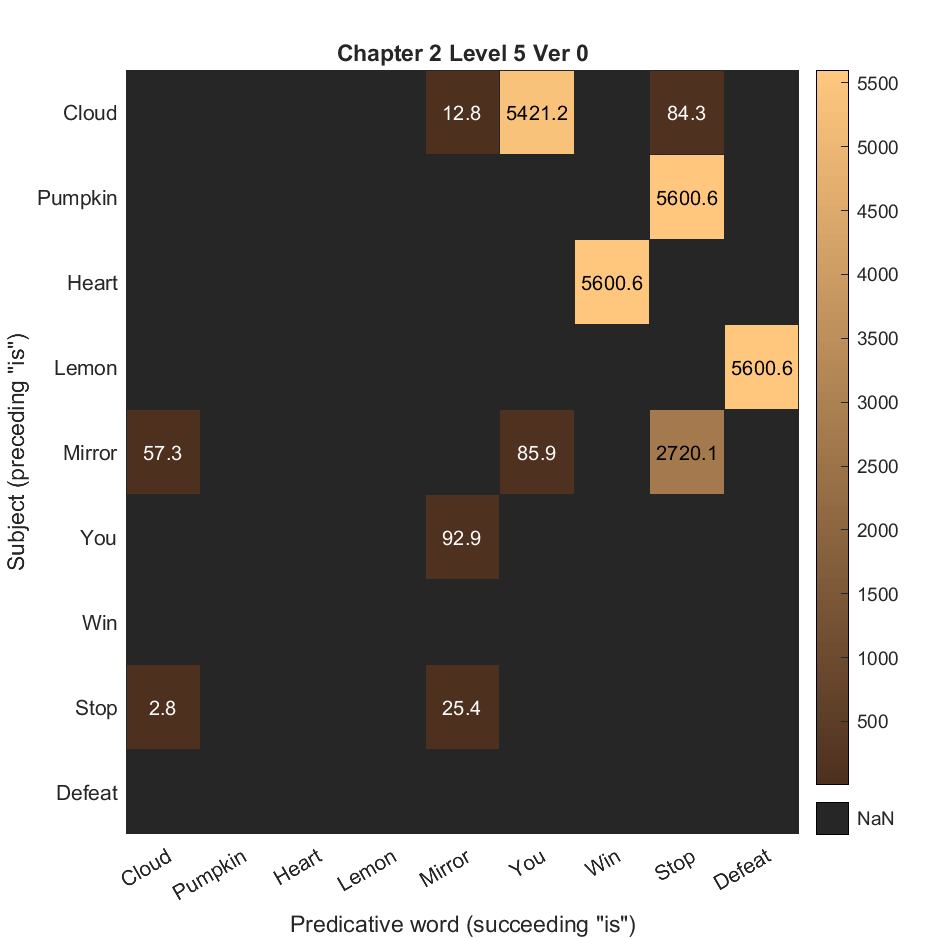 Chapter 2 Level 5 Ver 0
Subject (preceding "is")
Cloud 12.8 5421.2 84.3
Pumpkin 5600.6
Heart 5600.6
Lemon 5600.6
Mirror 57.3 85.9 2720.1
You 92.9
Win
Stop 2.8 25.4
Defeat
Cloud Pumpkin Heart Lemon Mirror You Win Stop Defeat
Predicative word (succeeding "is")
5500
5000
4500
4000
3500
3000
2500
2000
1500
1000
500
NaN